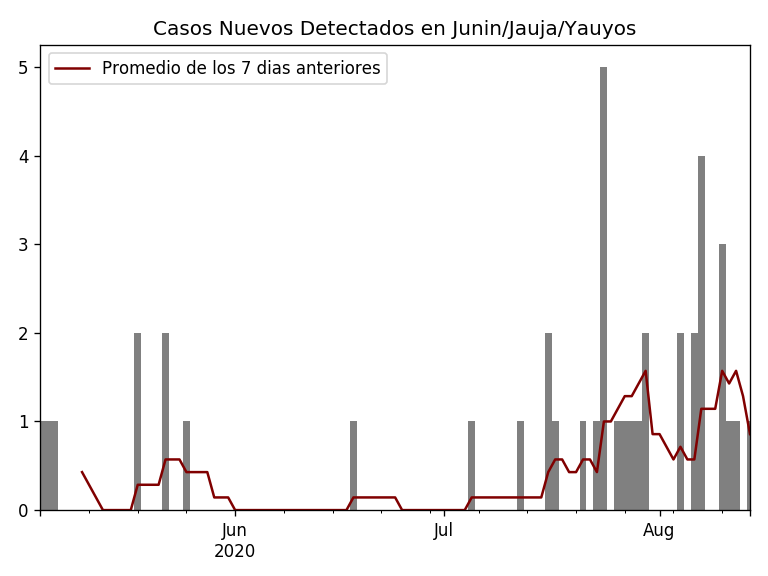 Casos Nuevos Detectados en Junin/Jauja/Yauyos
Promedio de los 7 dias anteriores
5
4
3
2
1
0
Jun
2020
Jul
Aug